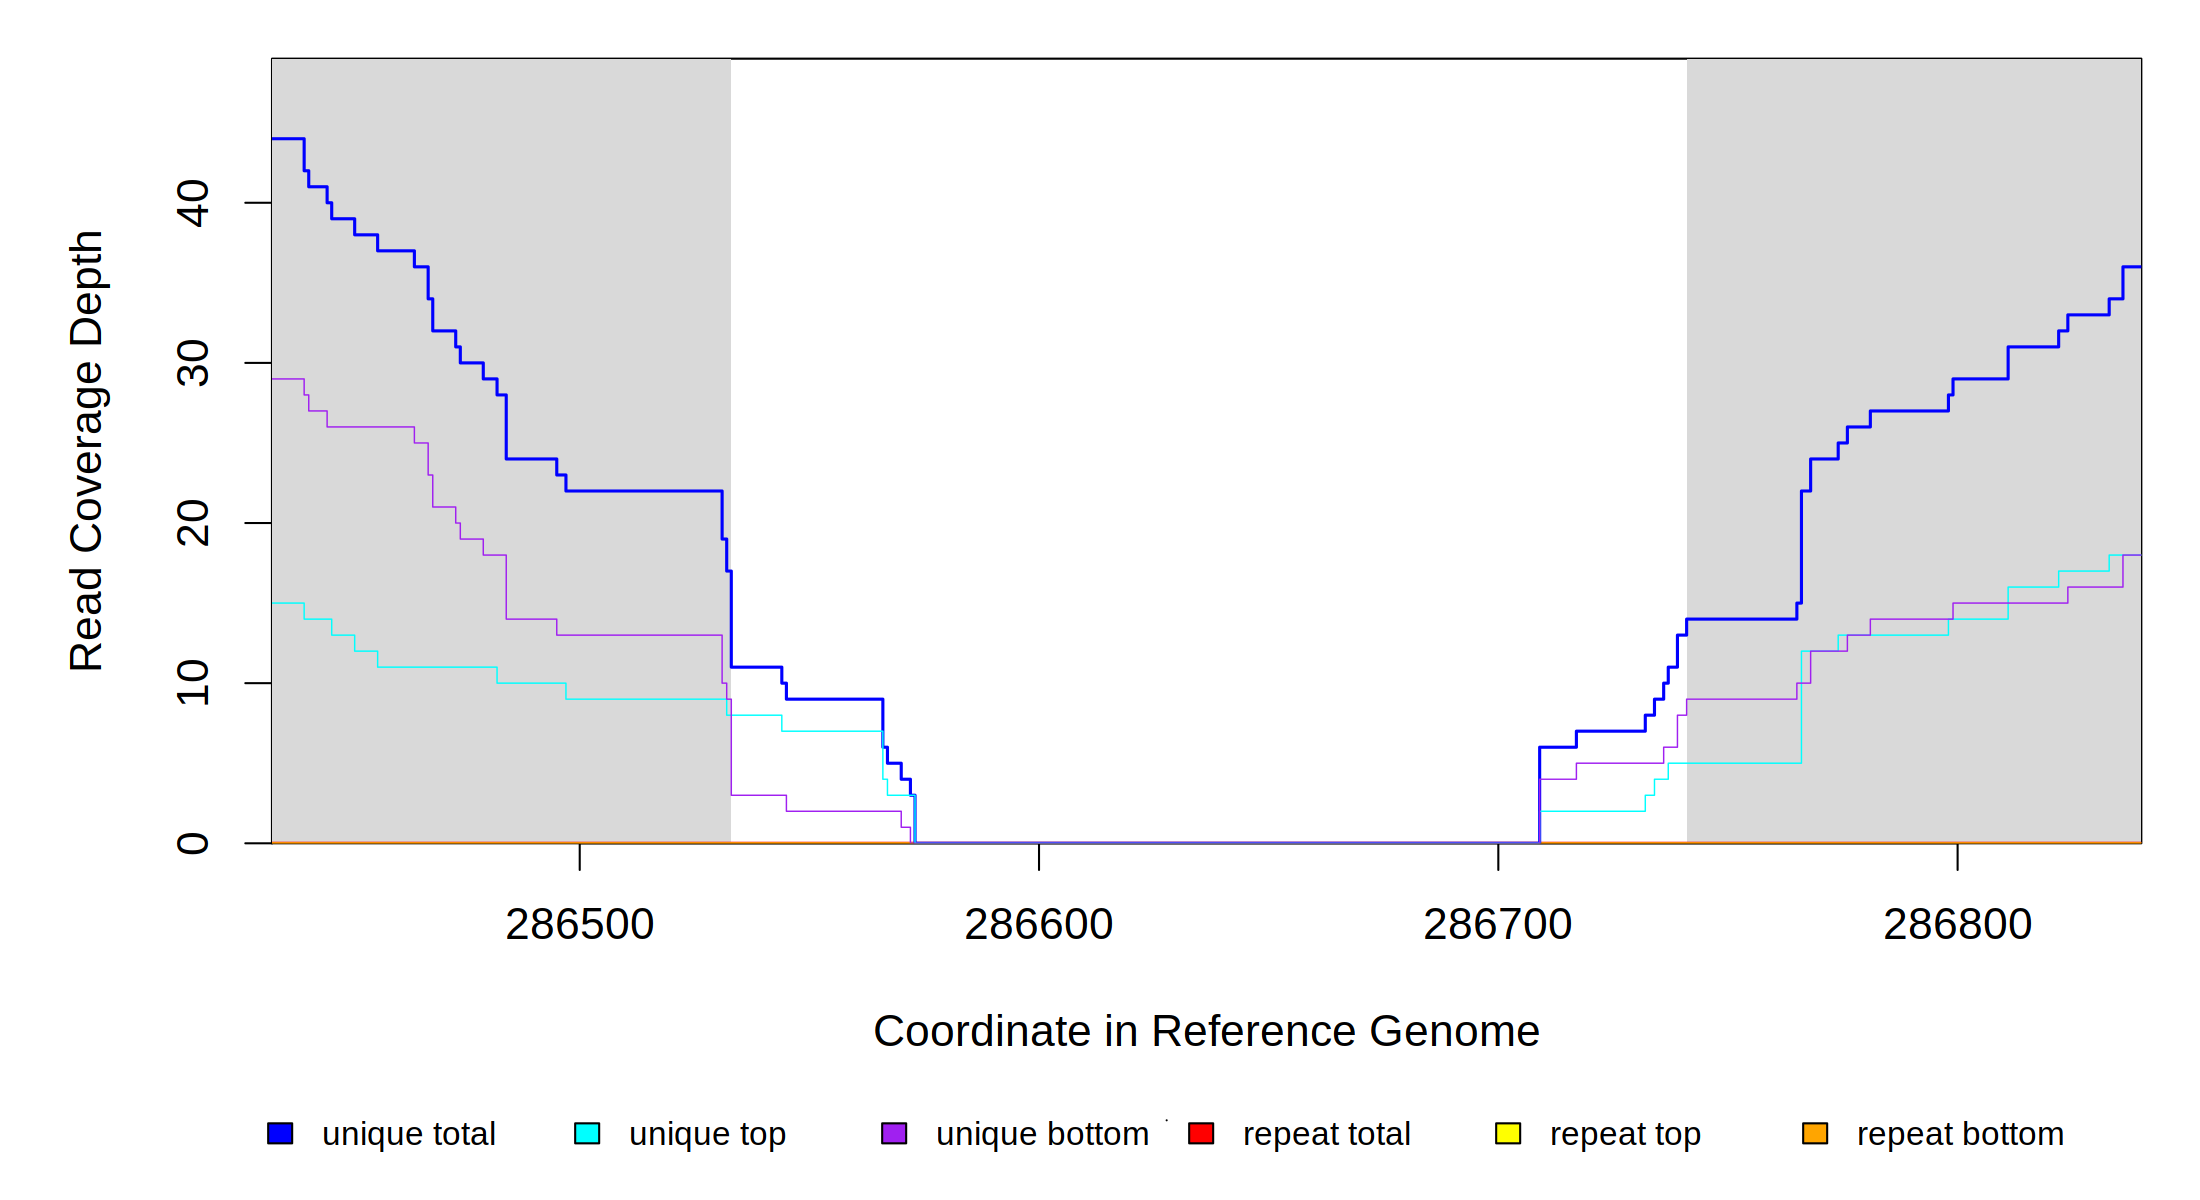 Read Coverage Depth
40
30
20
10
0
286500 286600 286700 286800
Coordinate in Reference Genome
unique total unique top unique bottom repeat total repeat top repeat bottom